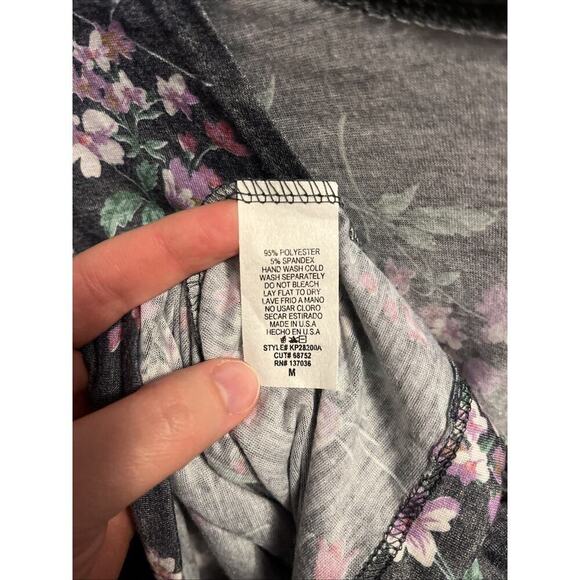 95% POLYESTER
5% SPANDEX
HAND WASH COLD
WASH SEPARATELY
DO NOT BLEACH
LAY FLAT TO DRY
LAVE FRIO A MANO
NO USAR CLORO
SECAR ESTIRADO
MADE IN U.S.A
HECHO EN U.S.A
STYLE# KP28200A
CUT# 68752
RN# 137036
M